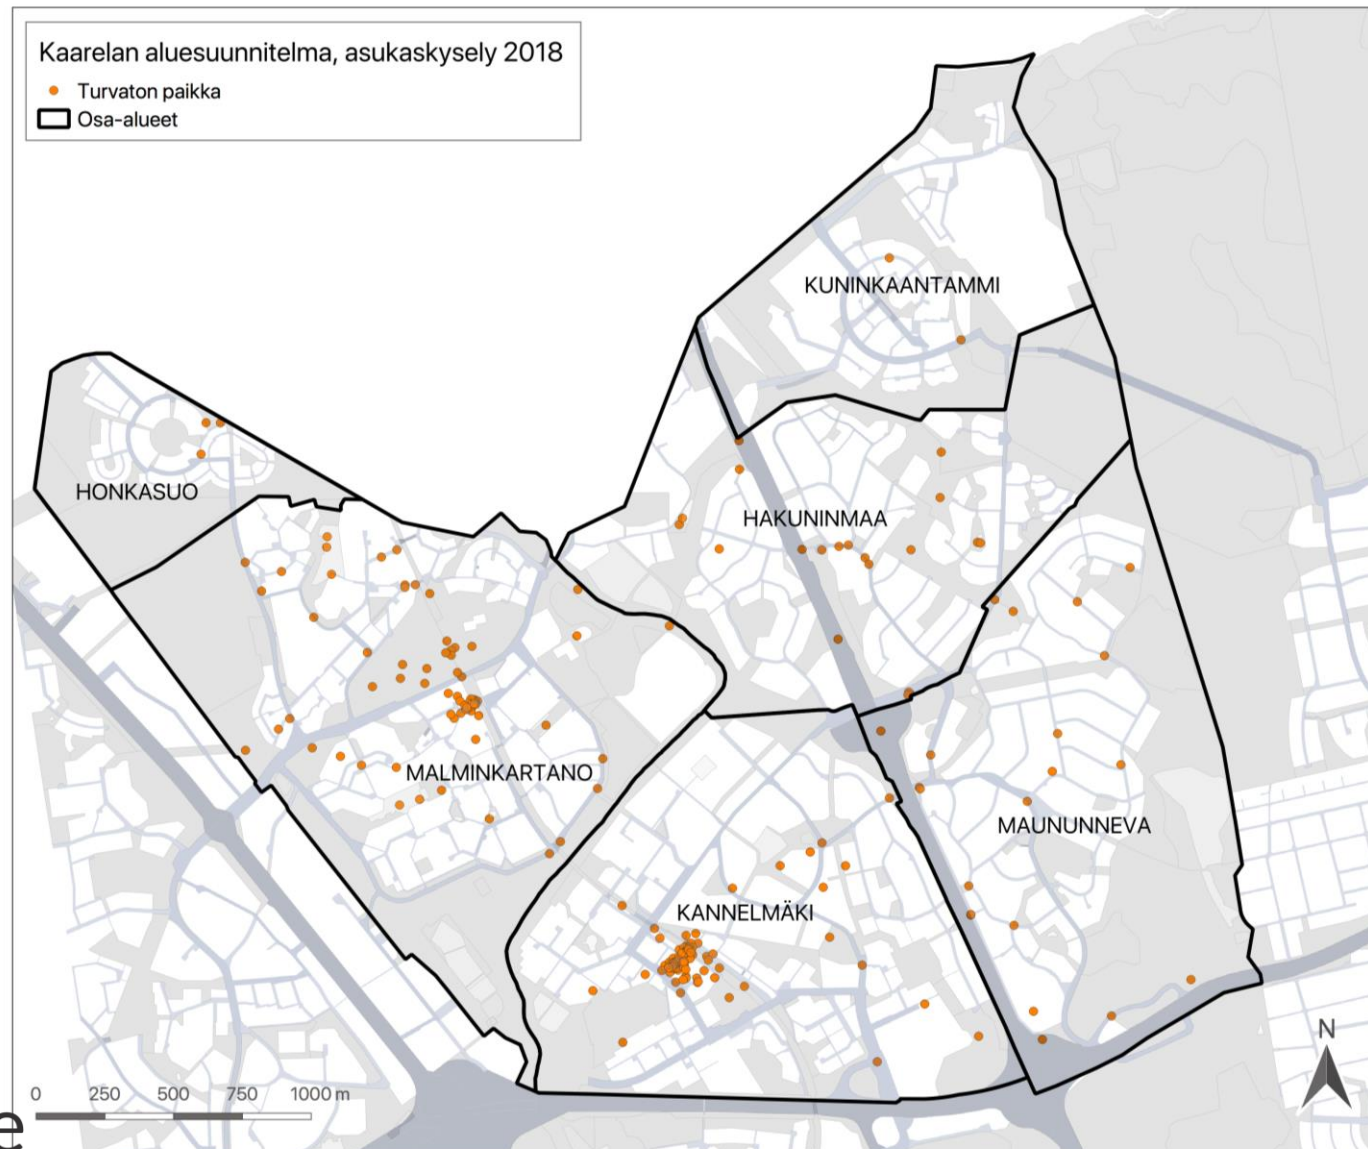 Kaarelan aluesuunnitelma, asukaskysely 2018
Turvaton paikka
Osa-alueet
KUNINKAANTAMMI
HONKASUO
HAKUNINMAA
MALMINKARTANO
MAUNUNNEVA
KANNELMÄKI
N
0 250 500 750 1000 m
e